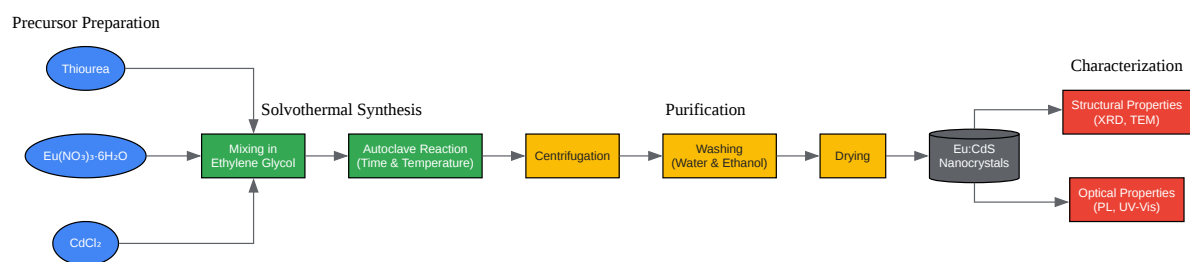 Precursor Preparation
Thiourea
Eu(NO₃)₃·6H₂O
CdCl₂
Solvothermal Synthesis
Mixing in
Ethylene Glycol
Autoclave Reaction
(Time & Temperature)
Purification
Centrifugation
Washing
(Water & Ethanol)
Drying
Eu:CdS
Nanocrystals
Characterization
Structural Properties
(XRD, TEM)
Optical Properties
(PL, UV-Vis)